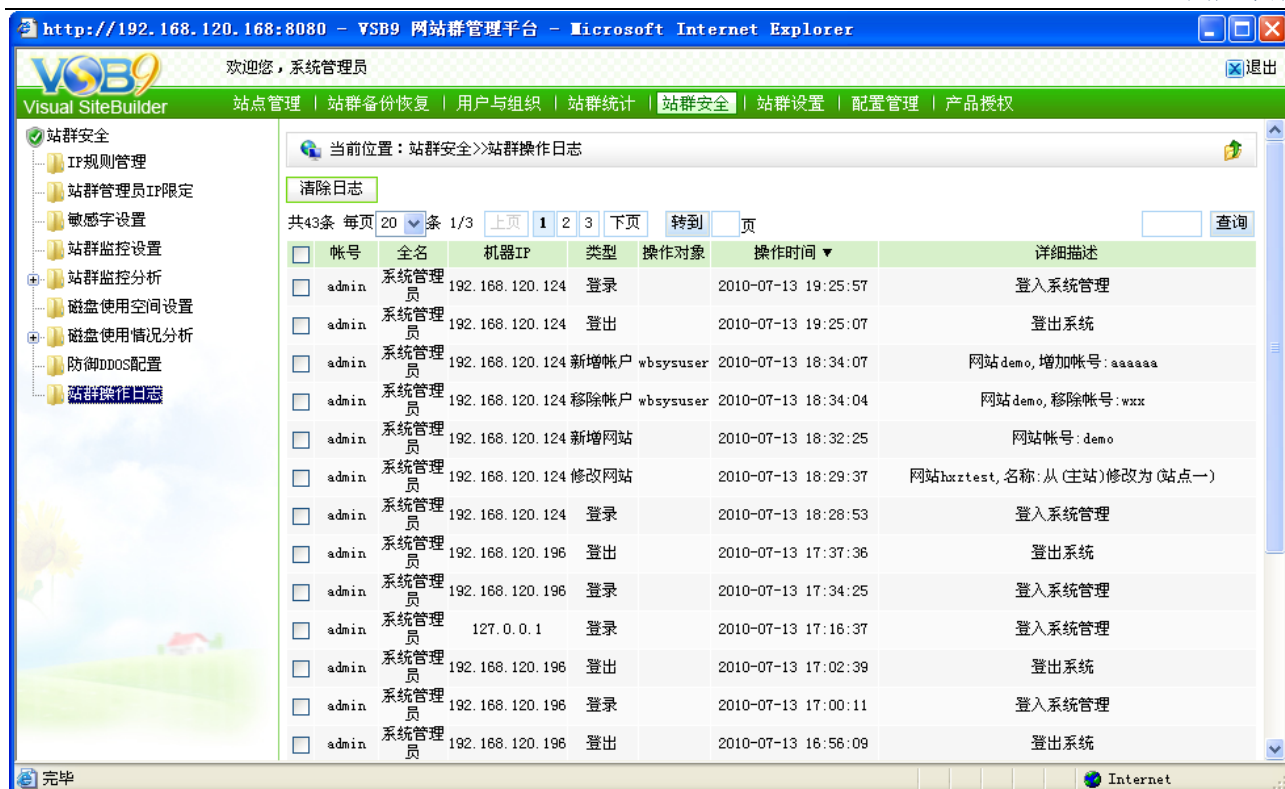 http://192.168.120.168:8080 - VSB9 网站群管理平台 - Microsoft Internet Explorer
VSB9 欢迎您，系统管理员 退出
Visual SiteBuilder 站点管理 | 站群备份恢复 | 用户与组织 | 站群统计 | 站群安全 | 站群设置 | 配置管理 | 产品授权
站群安全
IP规则管理
站群管理员IP限定
敏感字设置
站群监控设置
站群监控分析
磁盘使用空间设置
磁盘使用情况分析
防御DDOS配置
站群操作日志
当前位置：站群安全>>站群操作日志
清除日志
共43条 每页 20 条 1/3 上页 1 2 3 下页 转到 页 查询
帐号 全名 机器IP 类型 操作对象 操作时间▼ 详细描述
admin 系统管理员 192.168.120.124 登录 2010-07-13 19:25:57 登入系统管理
admin 系统管理员 192.168.120.124 登出 2010-07-13 19:25:07 登出系统
admin 系统管理员 192.168.120.124 新增帐户 wbsysuser 2010-07-13 18:34:07 网站demo,增加帐号:aaaaaa
admin 系统管理员 192.168.120.124 移除帐户 wbsysuser 2010-07-13 18:34:04 网站demo,移除帐号:wxx
admin 系统管理员 192.168.120.124 新增网站 2010-07-13 18:32:25 网站帐号:demo
admin 系统管理员 192.168.120.124 修改网站 2010-07-13 18:29:37 网站hxrtest,名称:从(主站)修改为(站点一)
admin 系统管理员 192.168.120.124 登录 2010-07-13 18:28:53 登入系统管理
admin 系统管理员 192.168.120.196 登出 2010-07-13 17:37:36 登出系统
admin 系统管理员 192.168.120.196 登录 2010-07-13 17:34:25 登入系统管理
admin 系统管理员 127.0.0.1 登录 2010-07-13 17:16:37 登入系统管理
admin 系统管理员 192.168.120.196 登出 2010-07-13 17:02:39 登出系统
admin 系统管理员 192.168.120.196 登录 2010-07-13 17:00:11 登入系统管理
admin 系统管理员 192.168.120.196 登出 2010-07-13 16:56:09 登出系统
完毕 Internet